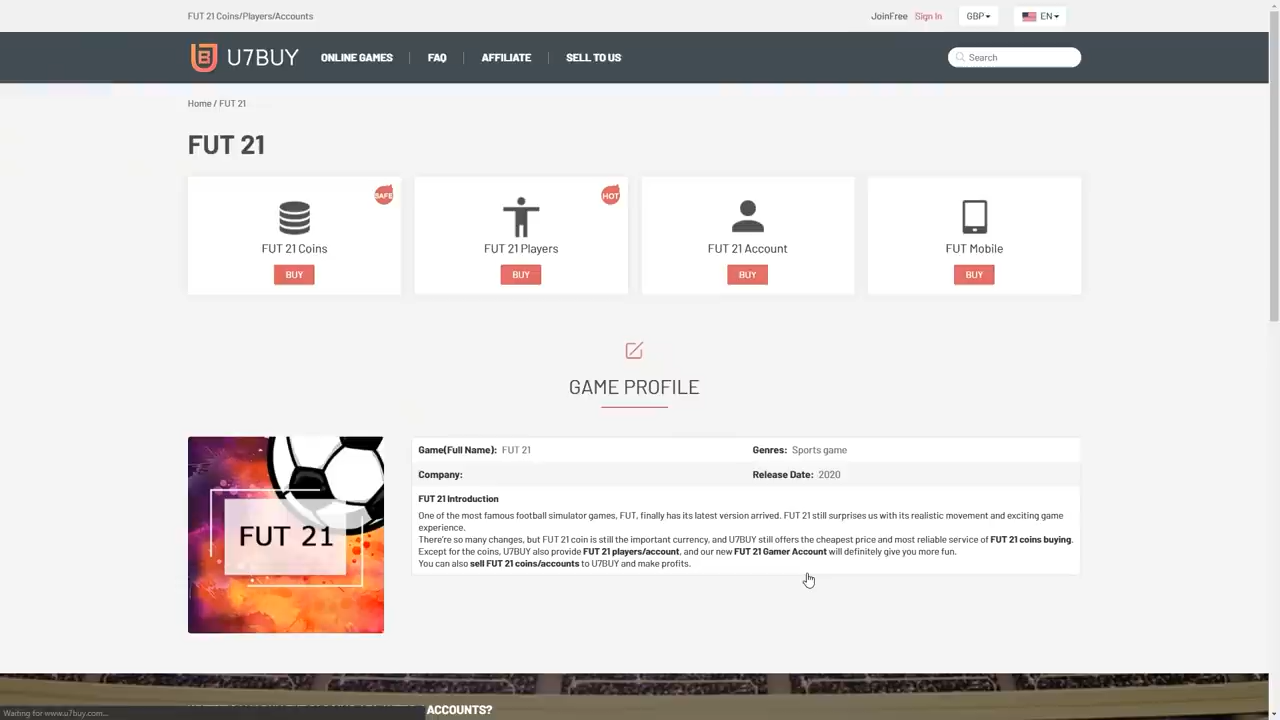 FUT 21 Coins/Players/Accounts
JoinFree Sign In GBP EN
U7BUY ONLINE GAMES FAQ AFFILIATE SELL TO US Search
Home / FUT 21
FUT 21
SAFE HOT
FUT 21 Coins FUT 21 Players FUT 21 Account FUT Mobile
BUY BUY BUY BUY
GAME PROFILE
Game(Full Name): FUT 21 Genres: Sports game
Company: Release Date: 2020
FUT 21 Introduction
One of the most famous football simulator games, FUT, finally has its latest version arrived. FUT 21 still surprises us with its realistic movement and exciting game
experience.
There're so many changes, but FUT 21 coin is still the important currency, and U7BUY still offers the cheapest price and most reliable service of FUT 21 coins buying.
Except for the coins, U7BUY also provide FUT 21 players/account, and our new FUT 21 Gamer Account will definitely give you more fun.
You can also sell FUT 21 coins/accounts to U7BUY and make profits.
FUT 21
ACCOUNTS?
Waiting for www.u7buy.com...